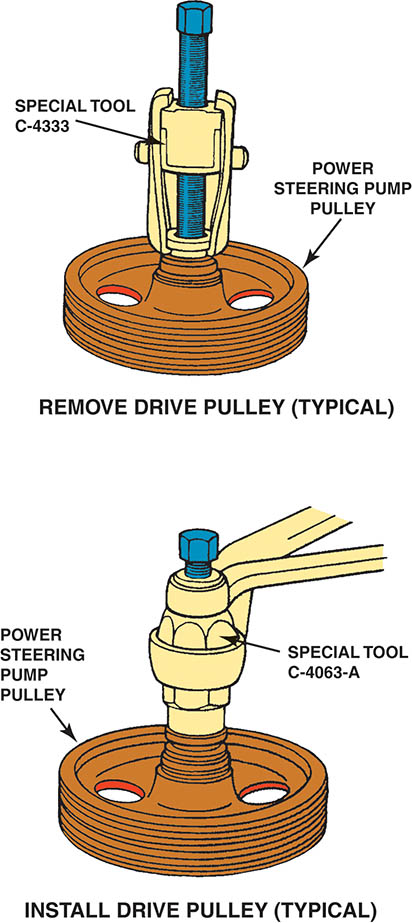 SPECIAL TOOL
C-4333
POWER
STEERING PUMP
PULLEY
REMOVE DRIVE PULLEY (TYPICAL)
POWER
STEERING
PUMP
PULLEY
SPECIAL TOOL
C-4063-A
INSTALL DRIVE PULLEY (TYPICAL)